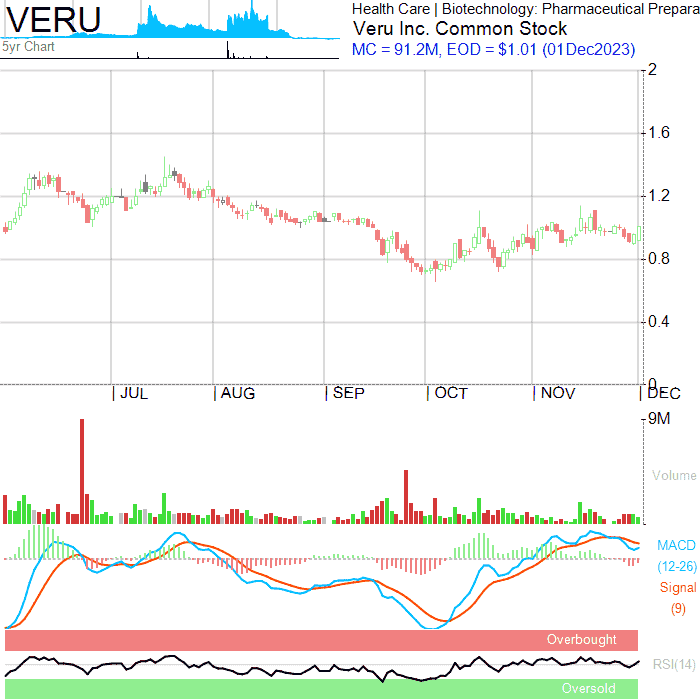 VERU
5yr Chart
Health Care | Biotechnology: Pharmaceutical Prepara
Veru Inc. Common Stock
MC = 91.2M, EOD = $1.01 (01Dec2023)
2
1.6
1.2
0.8
0.4
0
| JUL | AUG | SEP | OCT | NOV | DEC
9M
Volume
MACD
(12-26)
Signal
(9)
Overbought
RSI(14)
Oversold